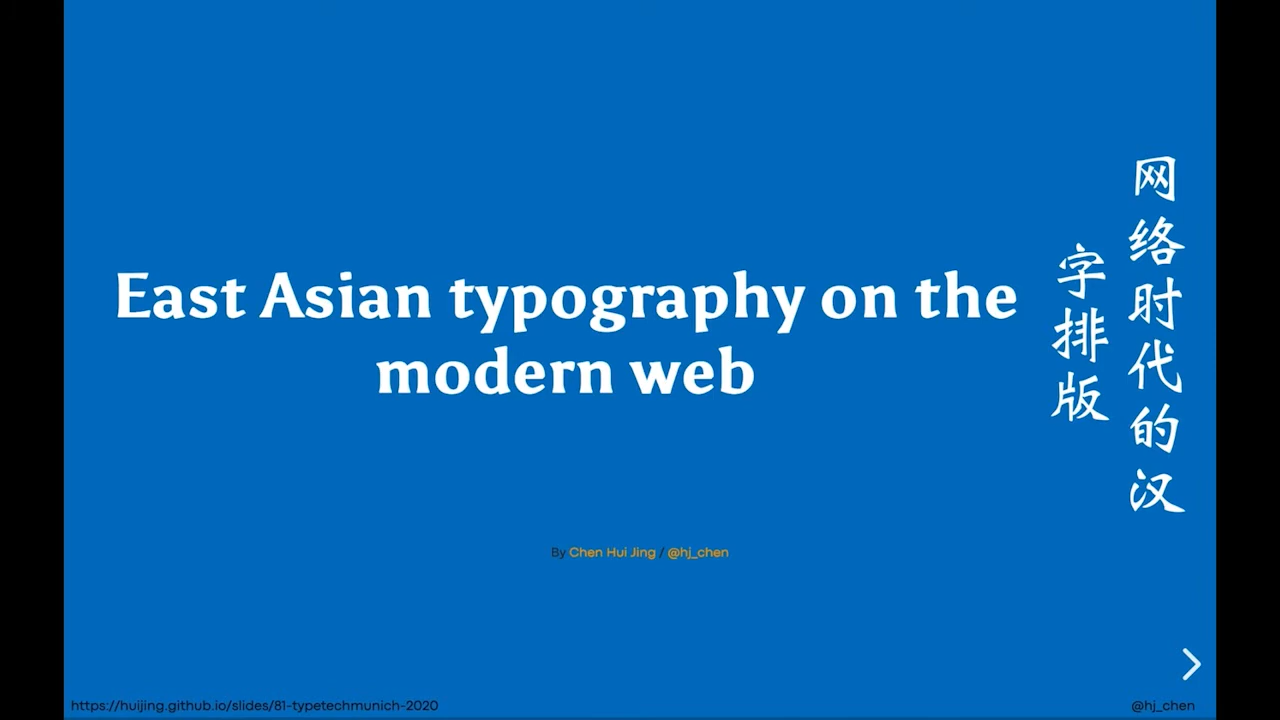 East Asian typography on the
modern web
网络时代的汉
字排版
By Chen Hui Jing / @hj_chen
https://huijing.github.io/slides/81-typetechmunich-2020
@hj_chen